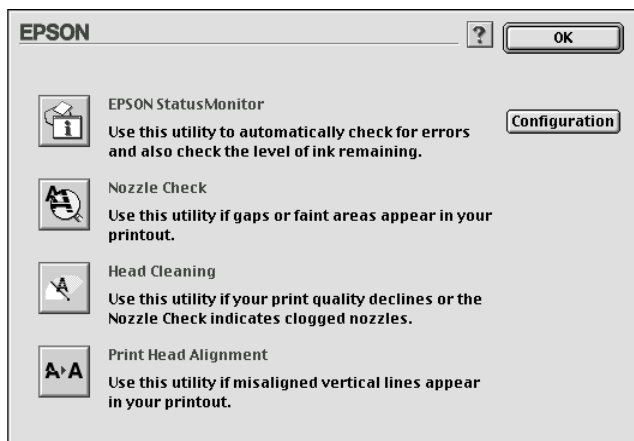 EPSON
?
OK
EPSON StatusMonitor
Use this utility to automatically check for errors
and also check the level of ink remaining.
Configuration
Nozzle Check
Use this utility if gaps or faint areas appear in your
printout.
Head Cleaning
Use this utility if your print quality declines or the
Nozzle Check indicates clogged nozzles.
A▸A
Print Head Alignment
Use this utility if misaligned vertical lines appear
in your printout.